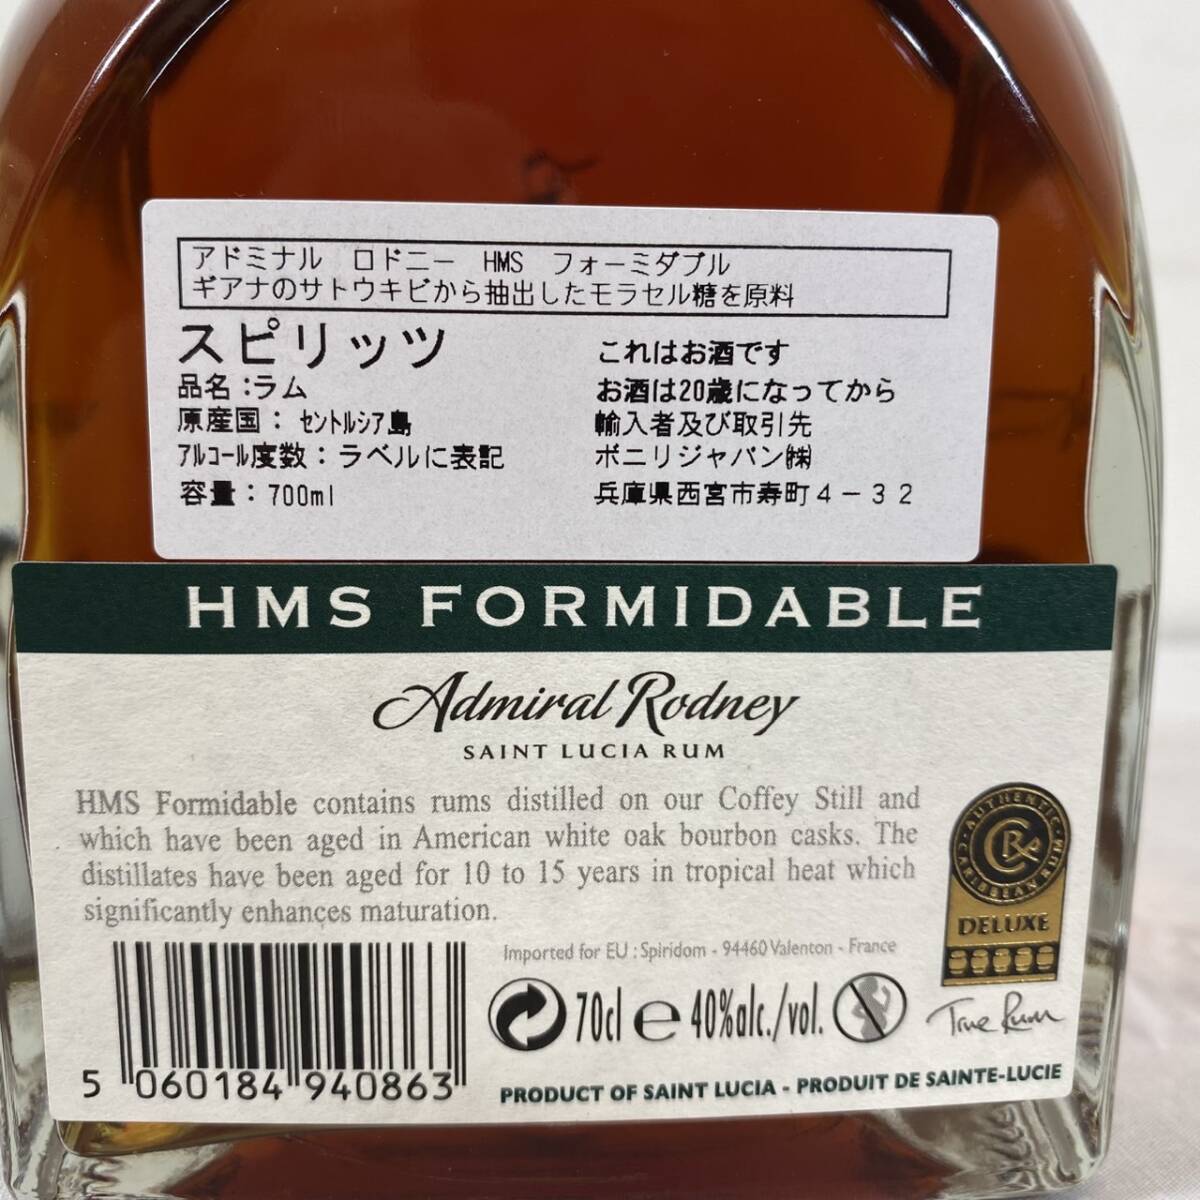 アドミナル　ロドニー　HMS　フォーミダブル
ギアナのサトウキビから抽出したモラセル糖を原料
スピリッツ
品名：ラム
原産国： ｾﾝﾄﾙｼｱ島
ｱﾙｺｰﾙ度数：ラベルに表記
容量：700ml
これはお酒です
お酒は20歳になってから
輸入者及び取引先
ボニリジャパン㈱
兵庫県西宮市寿町４－３２
HMS FORMIDABLE
Admiral Rodney
SAINT LUCIA RUM
HMS Formidable contains rums distilled on our Coffey Still and
which have been aged in American white oak bourbon casks. The
distillates have been aged for 10 to 15 years in tropical heat which
significantly enhances maturation.
AUTHENTIC
CR
CARIBBEAN RUM
DELUXE
True Rum
Imported for EU : Spiridom - 94460 Valenton - France
70cl e 40%alc./vol.
5 060184 940863
PRODUCT OF SAINT LUCIA - PRODUIT DE SAINTE-LUCIE